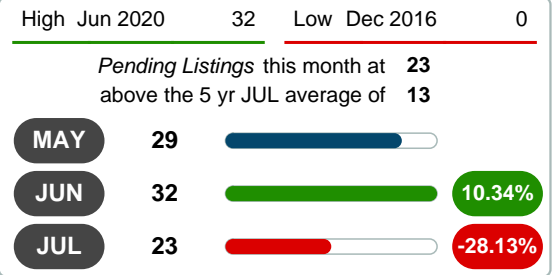 High Jun 2020 32 Low Dec 2016 0
Pending Listings this month at 23
above the 5 yr JUL average of 13
MAY 29
JUN 32 10.34%
JUL 23 -28.13%